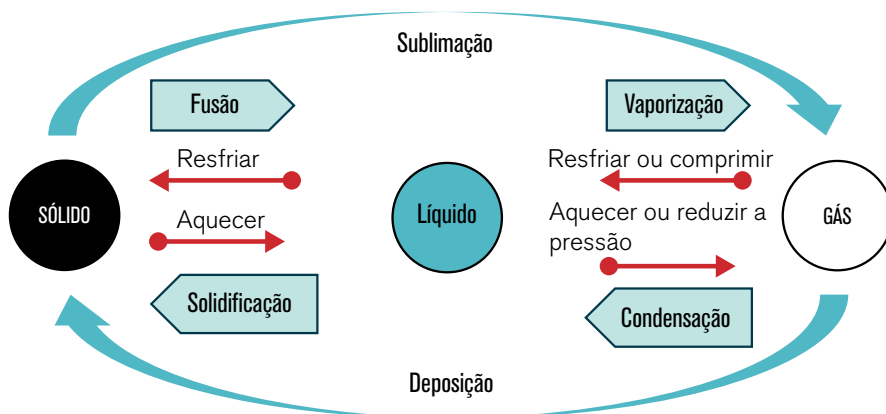 Sublimação
Fusão
Vaporização
Resfriar
Resfriar ou comprimir
SÓLIDO
Líquido
GÁS
Aquecer
Aquecer ou reduzir a
pressão
Solidificação
Condensação
Deposição